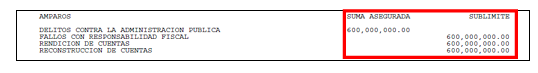 AMPAROS SUMA ASEGURADA SUBLIMITE
DELITOS CONTRA LA ADMINISTRACION PUBLICA 600,000,000.00
FALLOS CON RESPONSABILIDAD FISCAL 600,000,000.00
RENDICION DE CUENTAS 600,000,000.00
RECONSTRUCCION DE CUENTAS 600,000,000.00